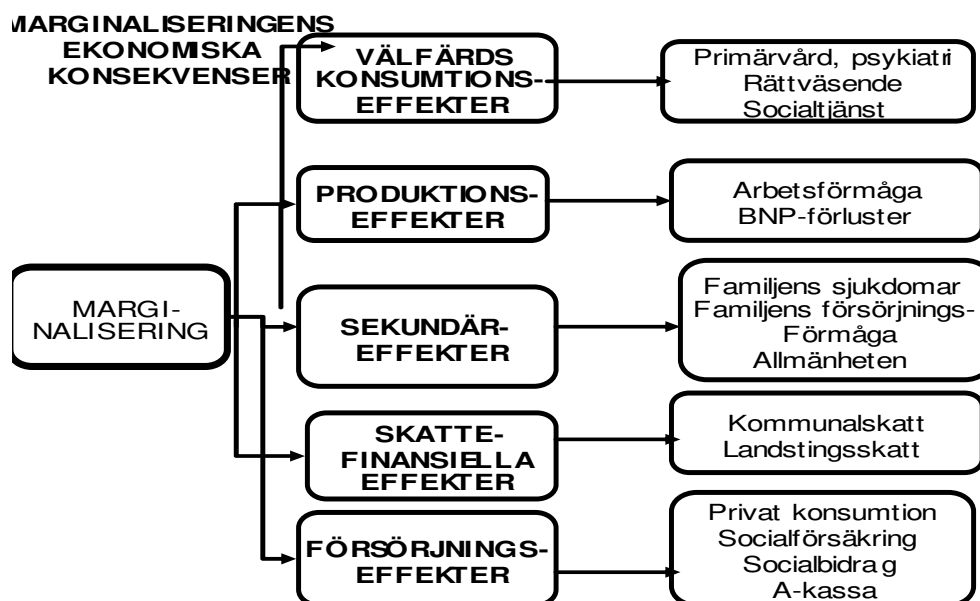 MARGINALISERINGENS
EKONOMISKA
KONSEKVENSER
VÄLFÄRDS
KONSUMTIONS-
EFFEKTER
Primärvård, psykiatri
Rättväsende
Socialtjänst
PRODUKTIONS-
EFFEKTER
Arbetsförmåga
BNP-förluster
MARGI-
NALISERING
SEKUNDÄR-
EFFEKTER
Familjens sjukdomar
Familjens försörjnings-
Förmåga
Allmänheten
SKATTE-
FINANSIELLA
EFFEKTER
Kommunalskatt
Landstingsskatt
FÖRSÖRJNINGS-
EFFEKTER
Privat konsumtion
Socialförsäkring
Socialbidrag
A-kassa